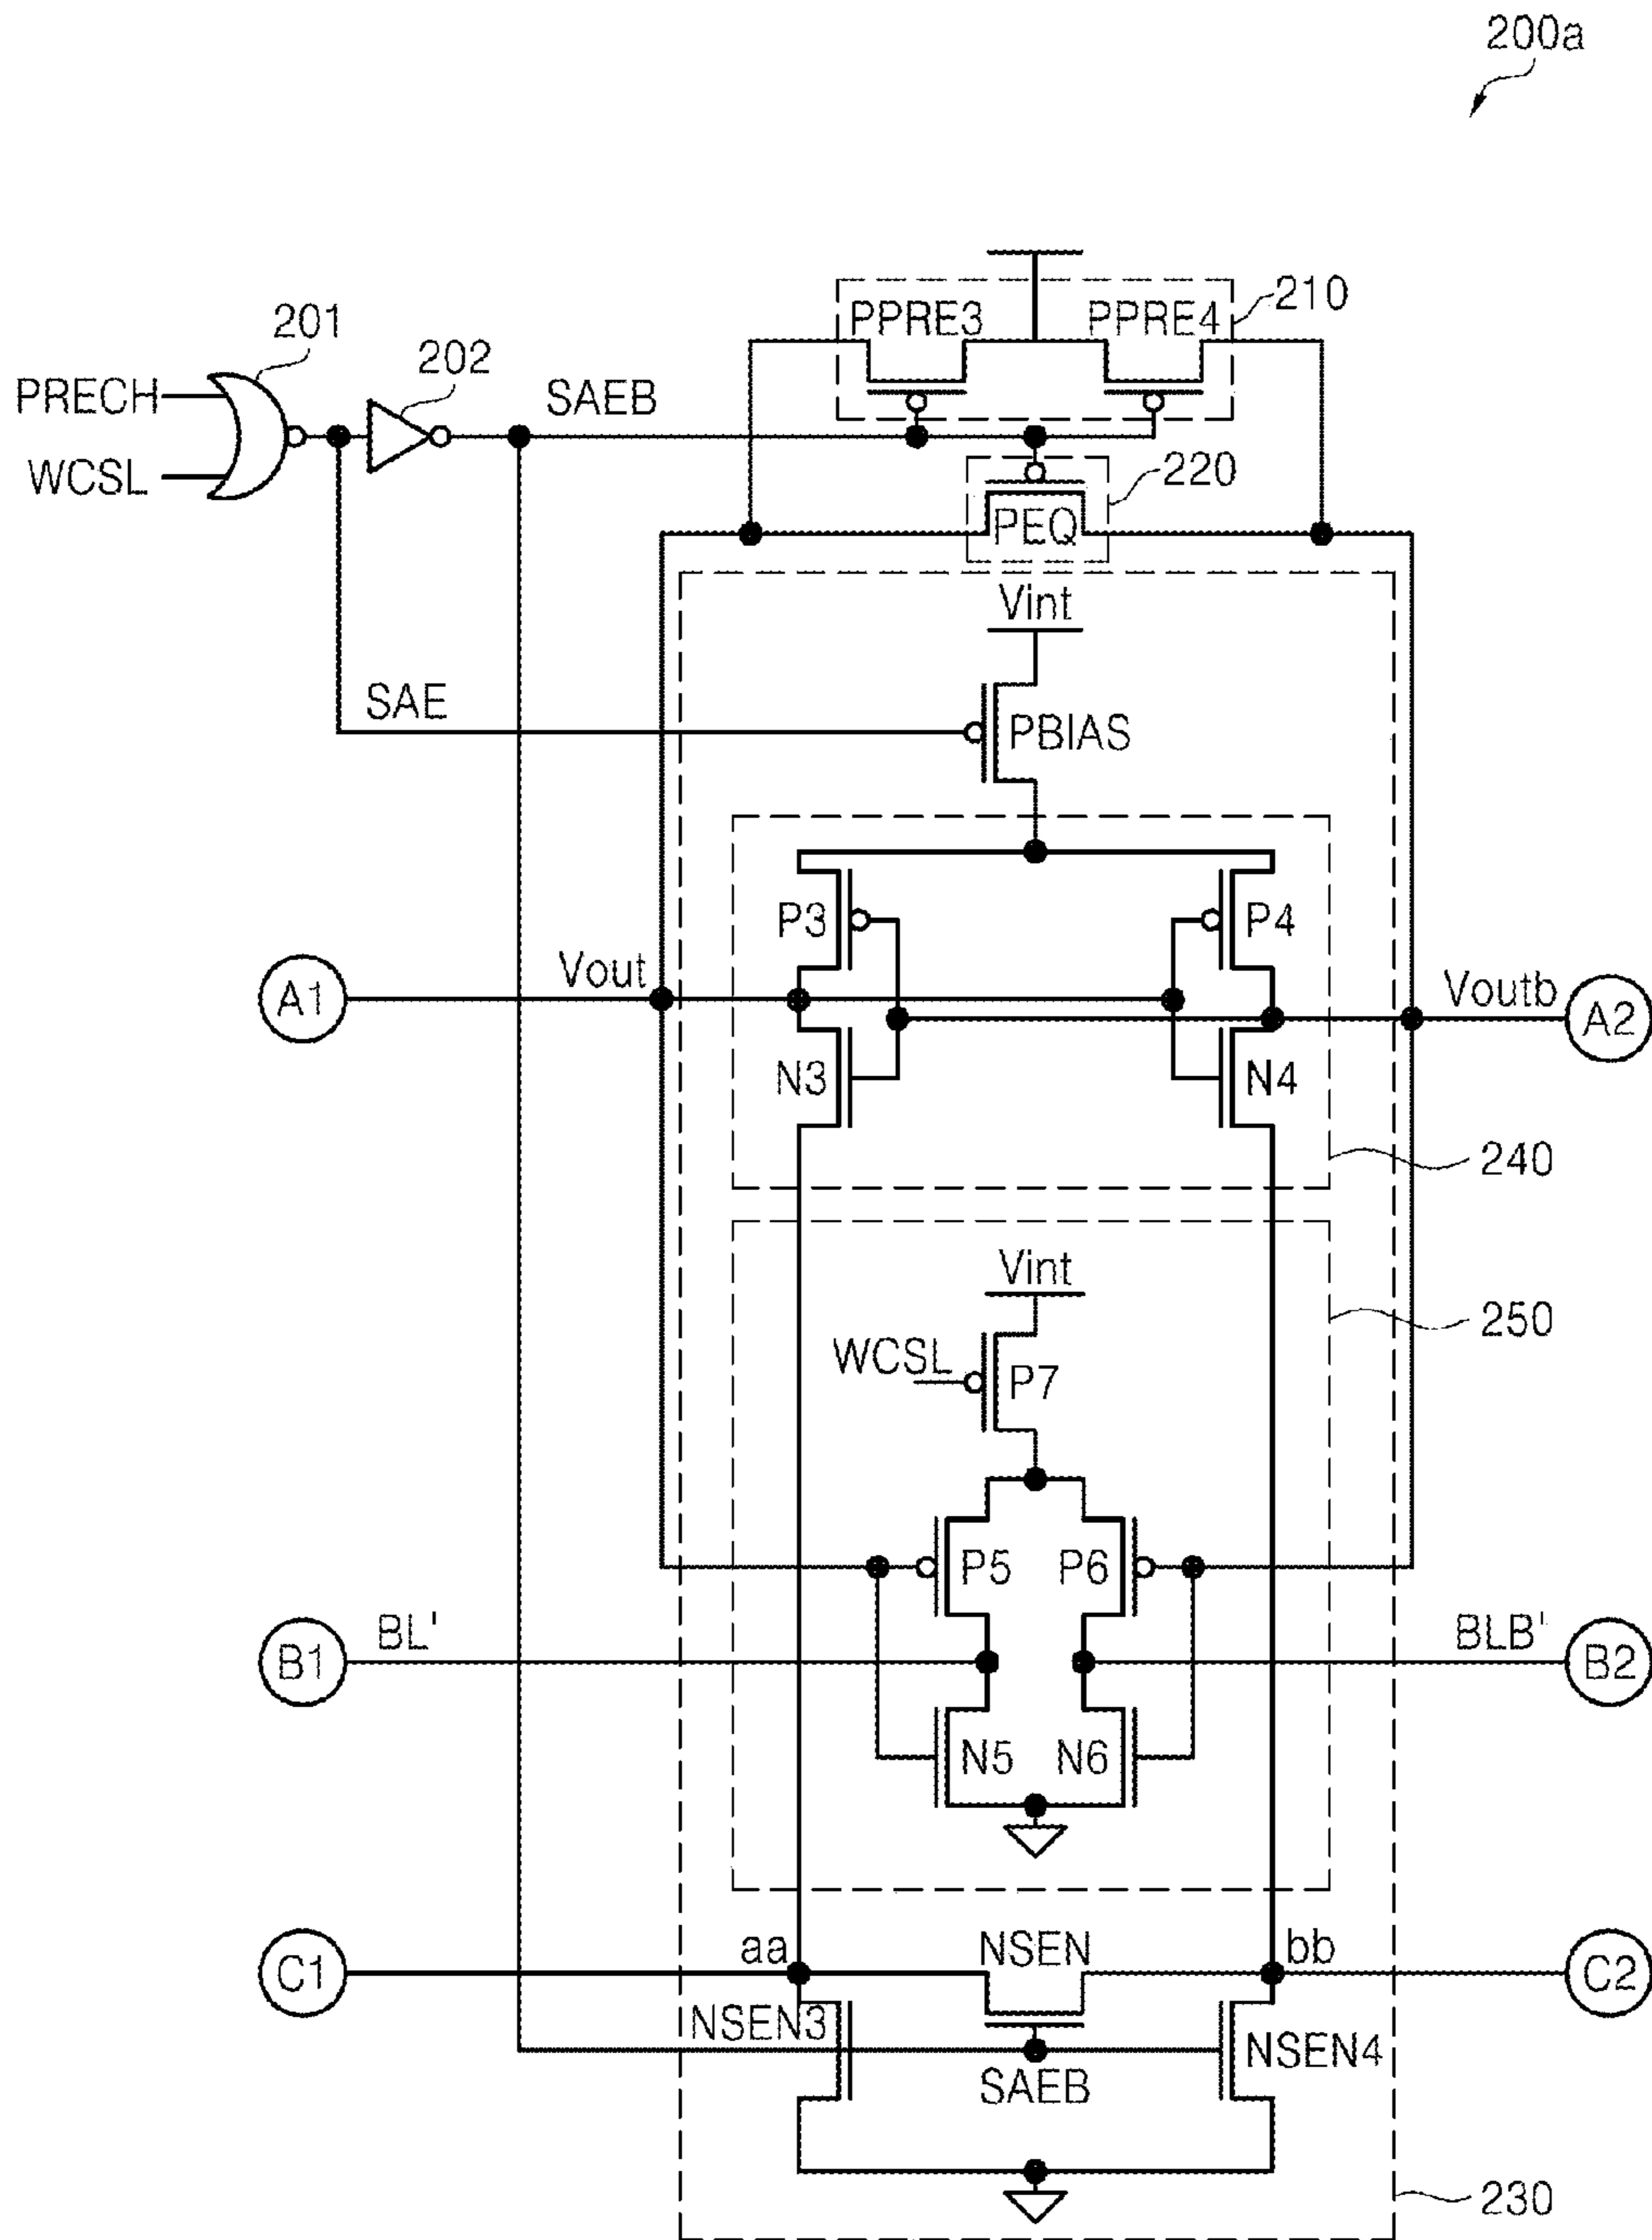 200a
210
PPRE3 PPRE4
201
202
PRECH
SAEB
WCSL
220
PEQ
Vint
SAE
PBIAS
P3 P4
A1 Vout Voutb A2
N3 N4
240
Vint
250
WCSL P7
P5 P6
B1 BL' BLB' B2
N5 N6
C1 aa NSEN bb C2
NSEN3 NSEN4
SAEB
230